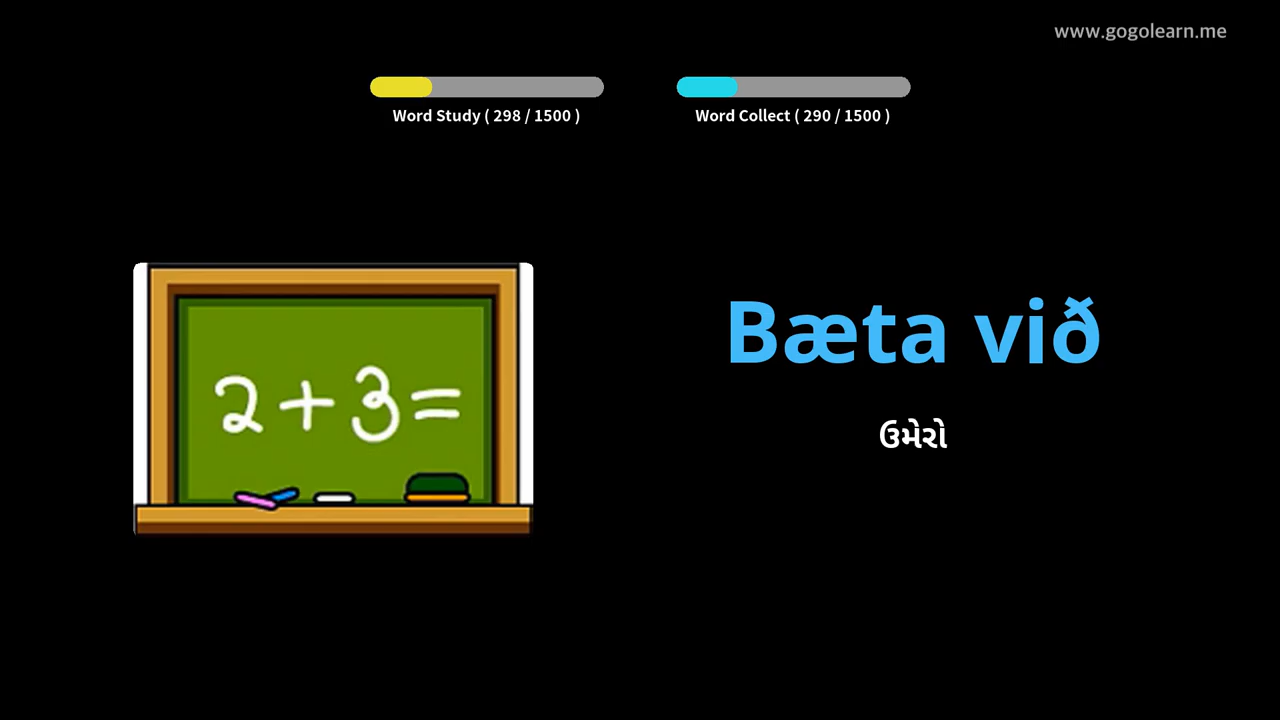 www.gogolearn.me
Word Study ( 298 / 1500 )
Word Collect ( 290 / 1500 )
Bæta við
ઉમેરો
2+3=